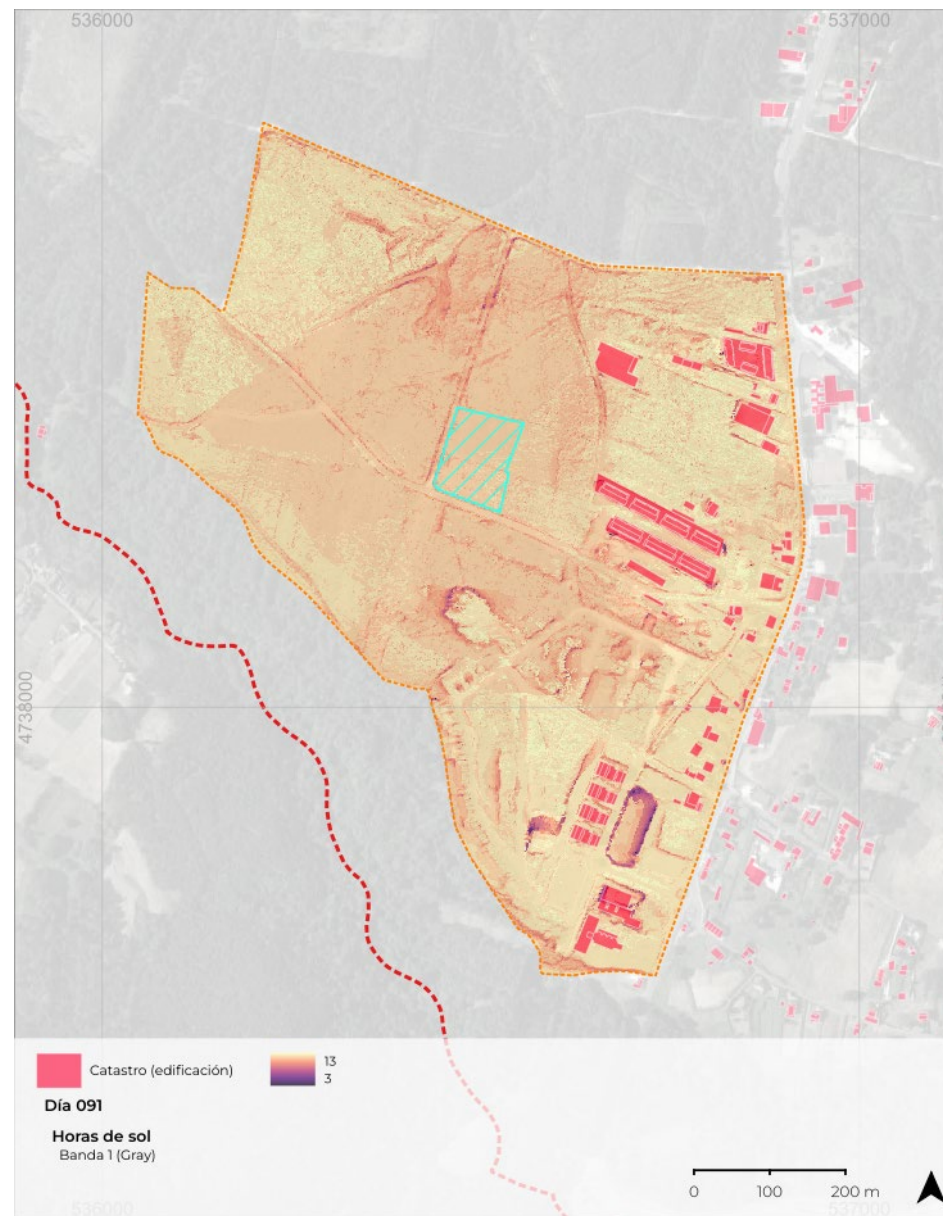 536000
537000
4738000
Catastro (edificación)
13
3
Día 091
Horas de sol
Banda 1 (Gray)
0 100 200 m
536000
537000